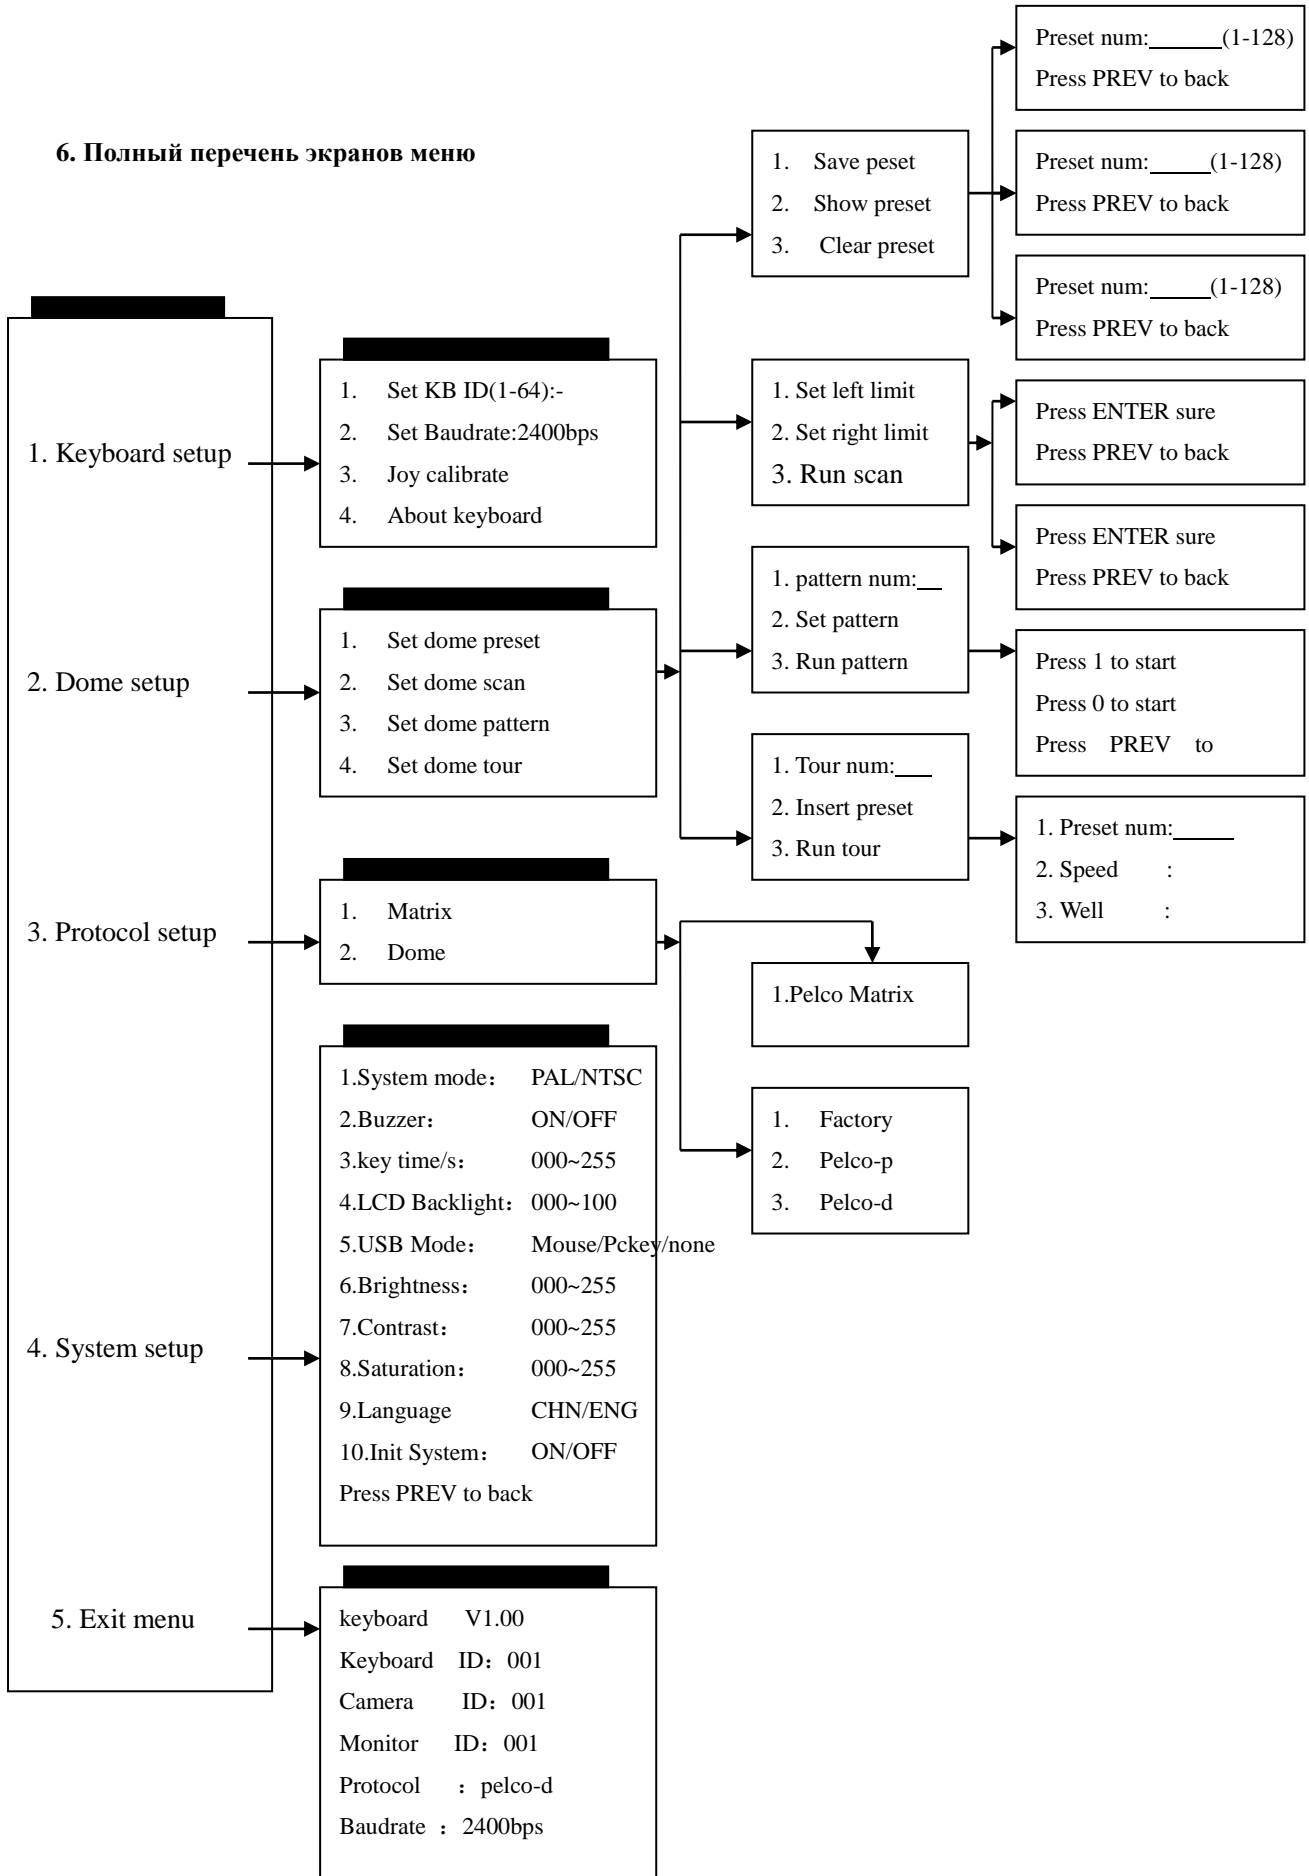 6. Полный перечень экранов меню
1. Keyboard setup
2. Dome setup
3. Protocol setup
4. System setup
5. Exit menu
1. Set KB ID(1-64):-
2. Set Baudrate:2400bps
3. Joy calibrate
4. About keyboard
1. Set dome preset
2. Set dome scan
3. Set dome pattern
4. Set dome tour
1. Matrix
2. Dome
1.System mode： PAL/NTSC
2.Buzzer： ON/OFF
3.key time/s： 000~255
4.LCD Backlight： 000~100
5.USB Mode： Mouse/Pckey/none
6.Brightness： 000~255
7.Contrast： 000~255
8.Saturation： 000~255
9.Language CHN/ENG
10.Init System： ON/OFF
Press PREV to back
keyboard V1.00
Keyboard ID：001
Camera ID：001
Monitor ID：001
Protocol ：pelco-d
Baudrate ：2400bps
1. Save peset
2. Show preset
3. Clear preset
1. Set left limit
2. Set right limit
3. Run scan
1. pattern num:__
2. Set pattern
3. Run pattern
1. Tour num:___
2. Insert preset
3. Run tour
1.Pelco Matrix
1. Factory
2. Pelco-p
3. Pelco-d
Preset num:______(1-128)
Press PREV to back
Preset num:_____(1-128)
Press PREV to back
Preset num:_____(1-128)
Press PREV to back
Press ENTER sure
Press PREV to back
Press ENTER sure
Press PREV to back
Press 1 to start
Press 0 to start
Press PREV to
1. Preset num:_____
2. Speed :
3. Well :